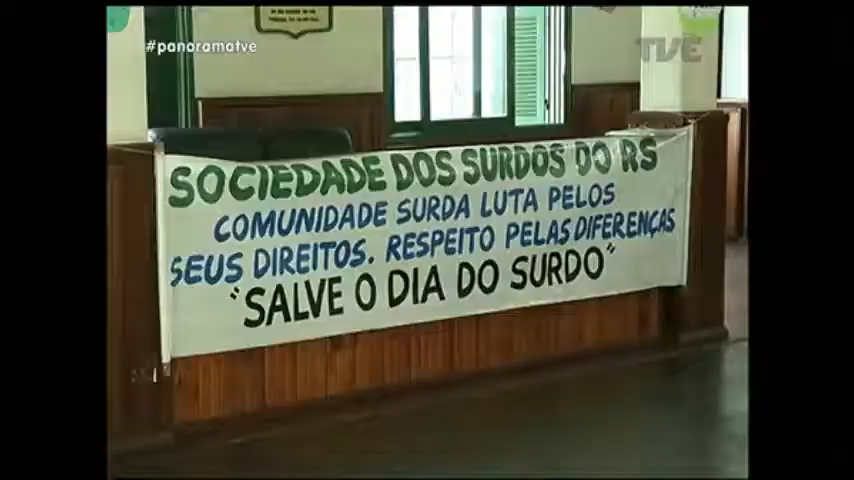 #panoramatve
TVE
SOCIEDADE DOS SURDOS DO RS
COMUNIDADE SURDA LUTA PELOS
SEUS DIREITOS. RESPEITO PELAS DIFERENÇAS
"SALVE O DIA DO SURDO"